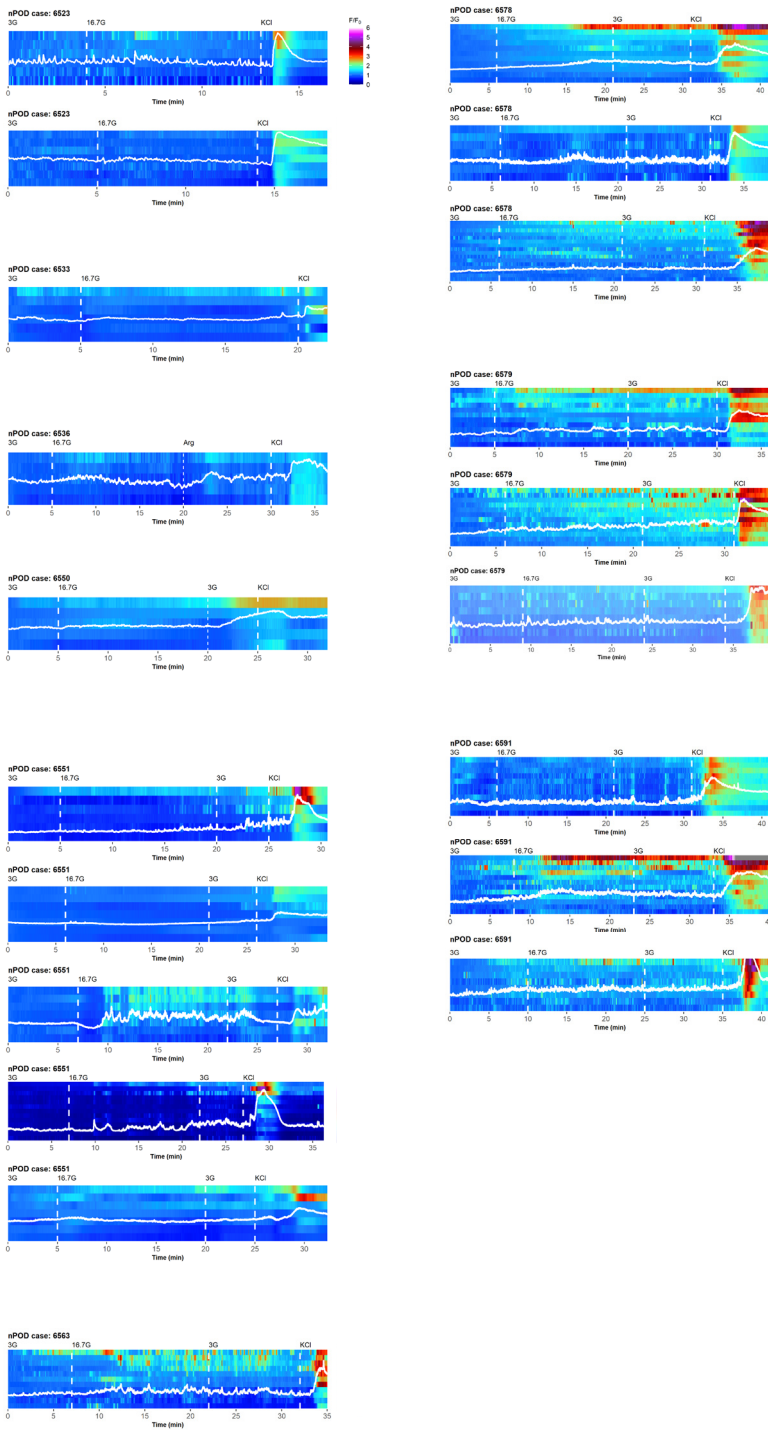 nPOD case: 6523
3G 16.7G KCl
F/F0
6
5
4
3
2
1
0
0 5 10 15
Time (min)
nPOD case: 6523
3G 16.7G KCl
0 5 10 15
Time (min)
nPOD case: 6533
3G 16.7G KCl
0 5 10 15 20
Time (min)
nPOD case: 6536
3G 16.7G Arg KCl
0 5 10 15 20 25 30 35
Time (min)
nPOD case: 6550
3G 16.7G 3G KCl
0 5 10 15 20 25 30
Time (min)
nPOD case: 6551
3G 16.7G 3G KCl
0 5 10 15 20 25 30
Time (min)
nPOD case: 6551
3G 16.7G 3G KCl
0 5 10 15 20 25 30
Time (min)
nPOD case: 6551
3G 16.7G 3G KCl
0 5 10 15 20 25 30
Time (min)
nPOD case: 6551
3G 16.7G 3G KCl
0 5 10 15 20 25 30 35
Time (min)
nPOD case: 6551
3G 16.7G 3G KCl
0 5 10 15 20 25 30
Time (min)
nPOD case: 6563
3G 16.7G 3G KCl
0 5 10 15 20 25 30 35
Time (min)
nPOD case: 6578
3G 16.7G 3G KCl
0 5 10 15 20 25 30 35 40
Time (min)
nPOD case: 6578
3G 16.7G 3G KCl
0 5 10 15 20 25 30 35
Time (min)
nPOD case: 6578
3G 16.7G 3G KCl
0 5 10 15 20 25 30 35
Time (min)
nPOD case: 6579
3G 16.7G 3G KCl
0 5 10 15 20 25 30 35
Time (min)
nPOD case: 6579
3G 16.7G 3G KCl
0 5 10 15 20 25 30 35
Time (min)
nPOD case: 6579
3G 16.7G 3G KCl
0 5 10 15 20 25 30 35
Time (min)
nPOD case: 6591
3G 16.7G 3G KCl
0 5 10 15 20 25 30 35 40
Time (min)
nPOD case: 6591
3G 16.7G 3G KCl
0 5 10 15 20 25 30 35 40
Time (min)
nPOD case: 6591
3G 16.7G 3G KCl
0 5 10 15 20 25 30 35 40
Time (min)